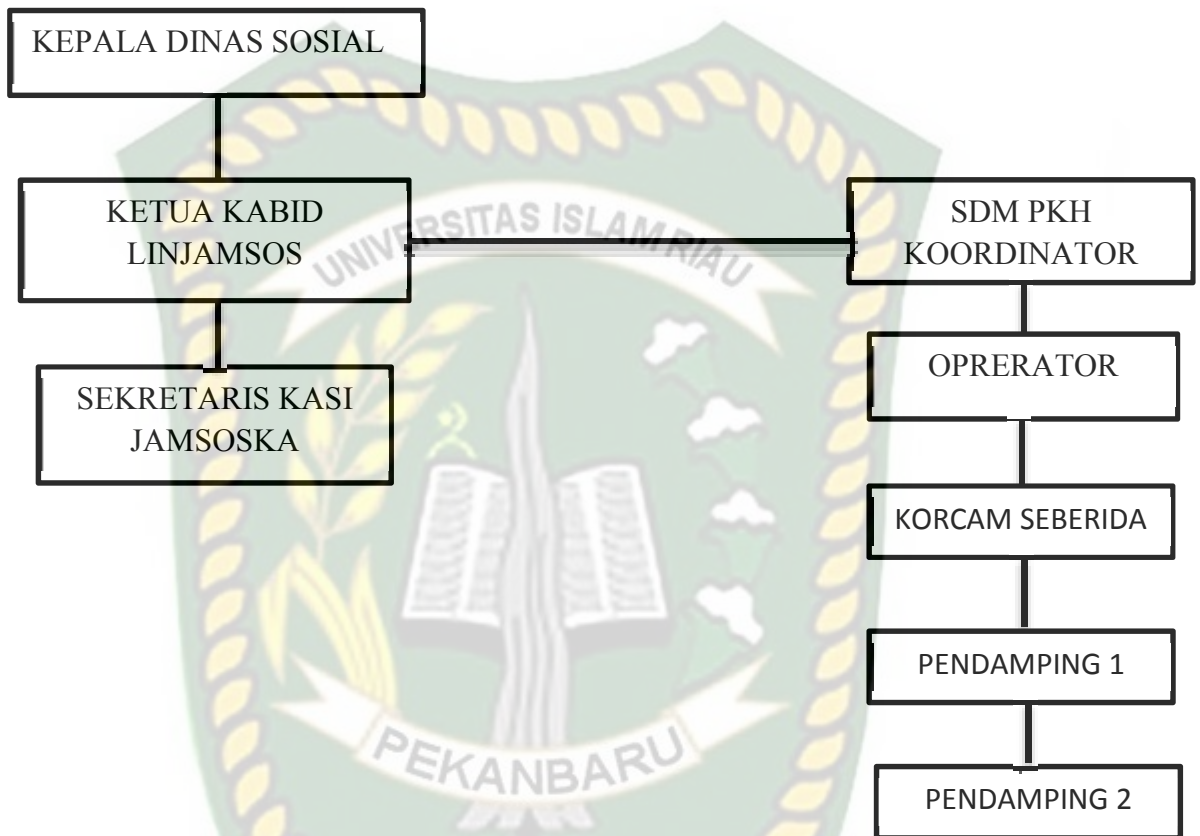 KEPALA DINAS SOSIAL
KETUA KABID
LINJAMSOS
SEKRETARIS KASI
JAMSOSKA
UNIVERSITAS ISLAM RIAU
SDM PKH
KOORDINATOR
OPRERATOR
KORCAM SEBERIDA
PENDAMPING 1
PENDAMPING 2
PEKANBARU